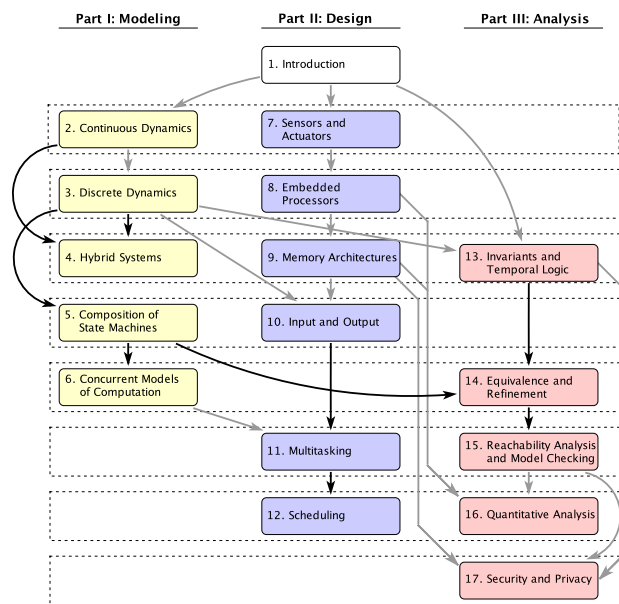 Part I: Modeling
Part II: Design
Part III: Analysis
1. Introduction
2. Continuous Dynamics
7. Sensors and
Actuators
3. Discrete Dynamics
8. Embedded
Processors
4. Hybrid Systems
9. Memory Architectures
13. Invariants and
Temporal Logic
5. Composition of
State Machines
10. Input and Output
6. Concurrent Models
of Computation
14. Equivalence and
Refinement
11. Multitasking
15. Reachability Analysis
and Model Checking
12. Scheduling
16. Quantitative Analysis
17. Security and Privacy